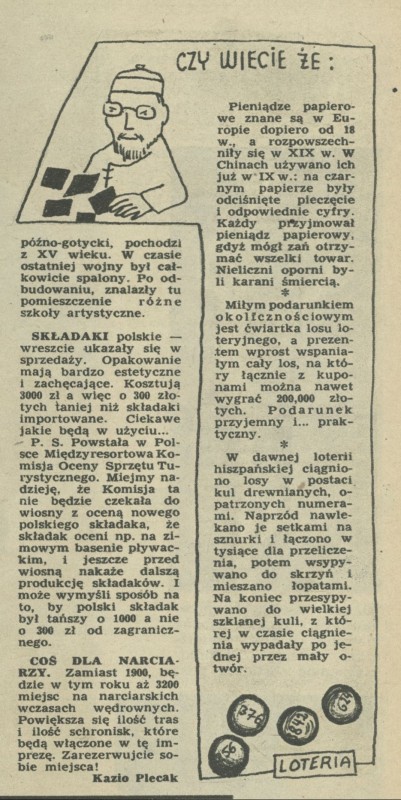 późno-gotycki, pochodzi
z XV wieku. W czasie
ostatniej wojny był cał-
kowicie spalony. Po od-
budowaniu, znalazły tu
pomieszczenie różne
szkoły artystyczne.
SKŁADAKI polskie —
wreszcie ukazały się w
sprzedaży. Opakowanie
mają bardzo estetyczne
i zachęcające. Kosztują
3000 zł a więc o 300 zło-
tych taniej niż składaki
importowane. Ciekawe
jakie będą w użyciu...
P. S. Powstała w Pol-
sce Międzyresortowa Ko-
misja Oceny Sprzętu Tu-
rystycznego. Miejmy na-
dzieję, że Komisja ta
nie będzie czekała do
wiosny z oceną nowego
polskiego składaka, że
składak oceni np. na zi-
mowym basenie pływac-
kim, i jeszcze przed
wiosną nakaże dalszą
produkcję składaków. I
może wymyśli sposób na
to, by polski składak
był tańszy o 1000 a nie
o 300 zł od zagranicz-
nego.
COŚ DLA NARCIA-
RZY. Zamiast 1900, bę-
dzie w tym roku aż 3200
miejsc na narciarskich
wczasach wędrownych.
Powiększa się ilość tras
i ilość schronisk, które
będą włączone w tę im-
prezę. Zarezerwujcie so-
bie miejsca!
Kazio Plecak
CZY WIECIE ŻE :
Pieniądze papiero-
we znane są w Eu-
ropie dopiero od 18
w., a rozpowszech-
niły się w XIX w. W
Chinach używano ich
już w IX w.: na czar-
nym papierze były
odciśnięte pieczęcie
i odpowiednie cyfry.
Każdy przyjmował
pieniądz papierowy,
gdyż mógł zań otrzy-
mać wszelki towar.
Nieliczni oporni by-
li karani śmiercią.
*
Miłym podarunkiem
okolicznościowym
jest ćwiartka losu lo-
teryjnego, a prezen-
tem wprost wspania-
łym cały los, na któ-
ry łącznie z kupo-
nami można nawet
wygrać 200,000 zło-
tych. Podarunek
przyjemny i... prak-
tyczny.
*
W dawnej loterii
hiszpańskiej ciągnio-
no losy w postaci
kul drewnianych, o-
patrzonych numera-
mi. Naprzód nawle-
kano je setkami na
sznurki i łączono w
tysiące dla przelicze-
nia, potem wsypy-
wano do skrzyń i
mieszano łopatami.
Na koniec przesypy-
wano do wielkiej
szklanej kuli, z któ-
rej w czasie ciągnie-
nia wypadały po je-
dnej przez mały o-
twór.
376
842
624
56
LOTERIA